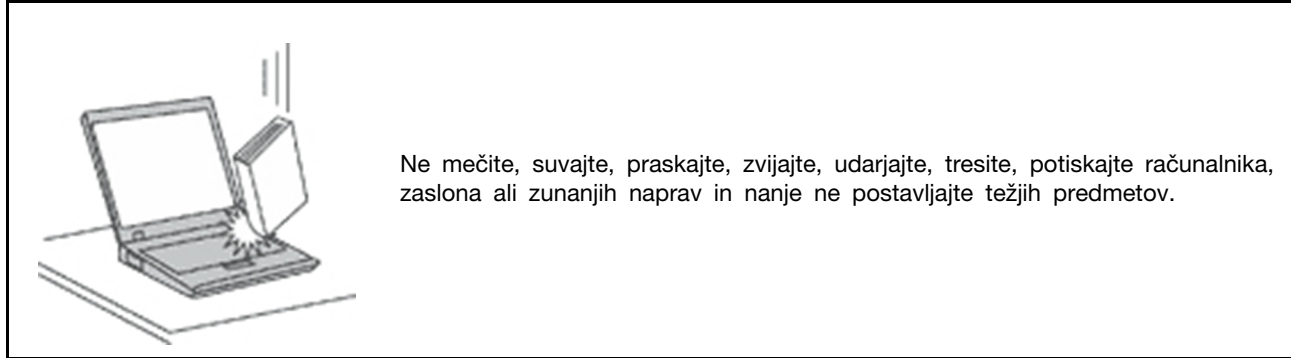 Ne mečite, suvajte, praskajte, zvijajte, udarjajte, tresite, potiskajte računalnika,
zaslona ali zunanjih naprav in nanje ne postavljajte težjih predmetov.